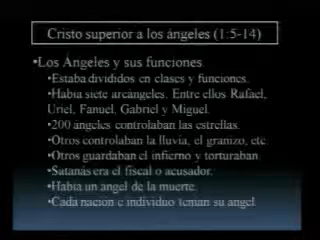 Cristo superior a los ángeles (1:5-14)
•Los Ángeles y sus funciones
•Estaba divididos en clases y funciones.
•Había siete arcángeles. Entre ellos Rafael,
Uriel, Fanuel, Gabriel y Miguel.
•200 ángeles controlaban las estrellas.
•Otros controlaban la lluvia, el granizo, etc.
•Otros guardaban el infierno y torturaban.
•Satanás era el fiscal o acusador.
•Había un angel de la muerte.
•Cada nación e individuo tenían su angel